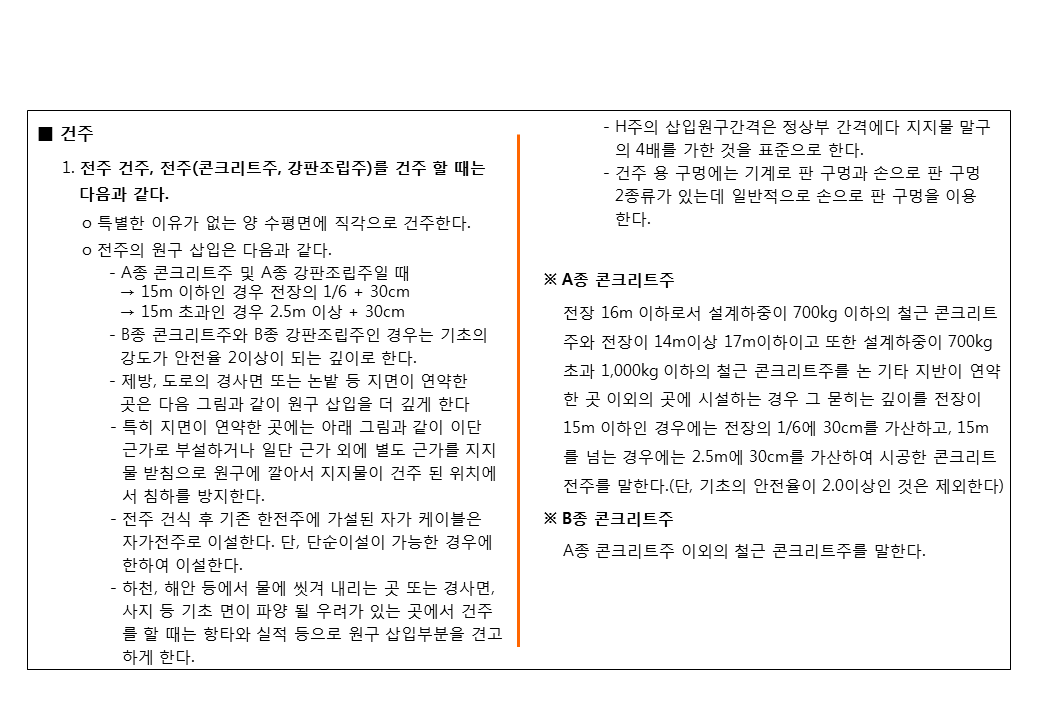 ■ 건주
1. 전주 건주, 전주(콘크리트주, 강판조립주)를 건주 할 때는
다음과 같다.
ㅇ 특별한 이유가 없는 양 수평면에 직각으로 건주한다.
ㅇ 전주의 원구 삽입은 다음과 같다.
- A종 콘크리트주 및 A종 강판조립주일 때
→ 15m 이하인 경우 전장의 1/6 + 30cm
→ 15m 초과인 경우 2.5m 이상 + 30cm
- B종 콘크리트주와 B종 강판조립주인 경우는 기초의
강도가 안전율 2이상이 되는 깊이로 한다.
- 제방, 도로의 경사면 또는 논밭 등 지면이 연약한
곳은 다음 그림과 같이 원구 삽입을 더 깊게 한다
- 특히 지면이 연약한 곳에는 아래 그림과 같이 이단
근가로 부설하거나 일단 근가 외에 별도 근가를 지지
물 받침으로 원구에 깔아서 지지물이 건주 된 위치에
서 침하를 방지한다.
- 전주 건식 후 기존 한전주에 가설된 자가 케이블은
자가전주로 이설한다. 단, 단순이설이 가능한 경우에
한하여 이설한다.
- 하천, 해안 등에서 물에 씻겨 내리는 곳 또는 경사면,
사지 등 기초 면이 파양 될 우려가 있는 곳에서 건주
를 할 때는 항타와 실적 등으로 원구 삽입부분을 견고
하게 한다.
- H주의 삽입원구간격은 정상부 간격에다 지지물 말구
의 4배를 가한 것을 표준으로 한다.
- 건주 용 구멍에는 기계로 판 구멍과 손으로 판 구멍
2종류가 있는데 일반적으로 손으로 판 구멍을 이용
한다.
※ A종 콘크리트주
전장 16m 이하로서 설계하중이 700kg 이하의 철근 콘크리트
주와 전장이 14m이상 17m이하이고 또한 설계하중이 700kg
초과 1,000kg 이하의 철근 콘크리트주를 논 기타 지반이 연약
한 곳 이외의 곳에 시설하는 경우 그 묻히는 깊이를 전장이
15m 이하인 경우에는 전장의 1/6에 30cm를 가산하고, 15m
를 넘는 경우에는 2.5m에 30cm를 가산하여 시공한 콘크리트
전주를 말한다.(단, 기초의 안전율이 2.0이상인 것은 제외한다)
※ B종 콘크리트주
A종 콘크리트주 이외의 철근 콘크리트주를 말한다.